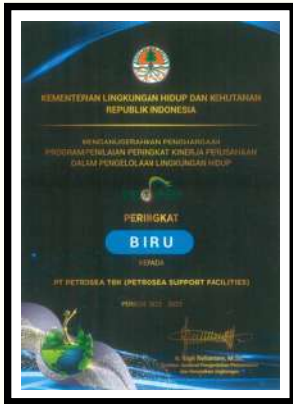 KEMENTERIAN LINGKUNGAN HIDUP DAN KEHUTANAN
REPUBLIK INDONESIA
MENGANUGERAHKAN PENGHARGAAN
PROGRAM PENILAIAN PERINGKAT KINERJA PERUSAHAAN
DALAM PENGELOLAAN LINGKUNGAN HIDUP
PERINGKAT
BIRU
KEPADA
PT PETROSEA TBK (PETROSEA SUPPORT FACILITIES)
PERIODE